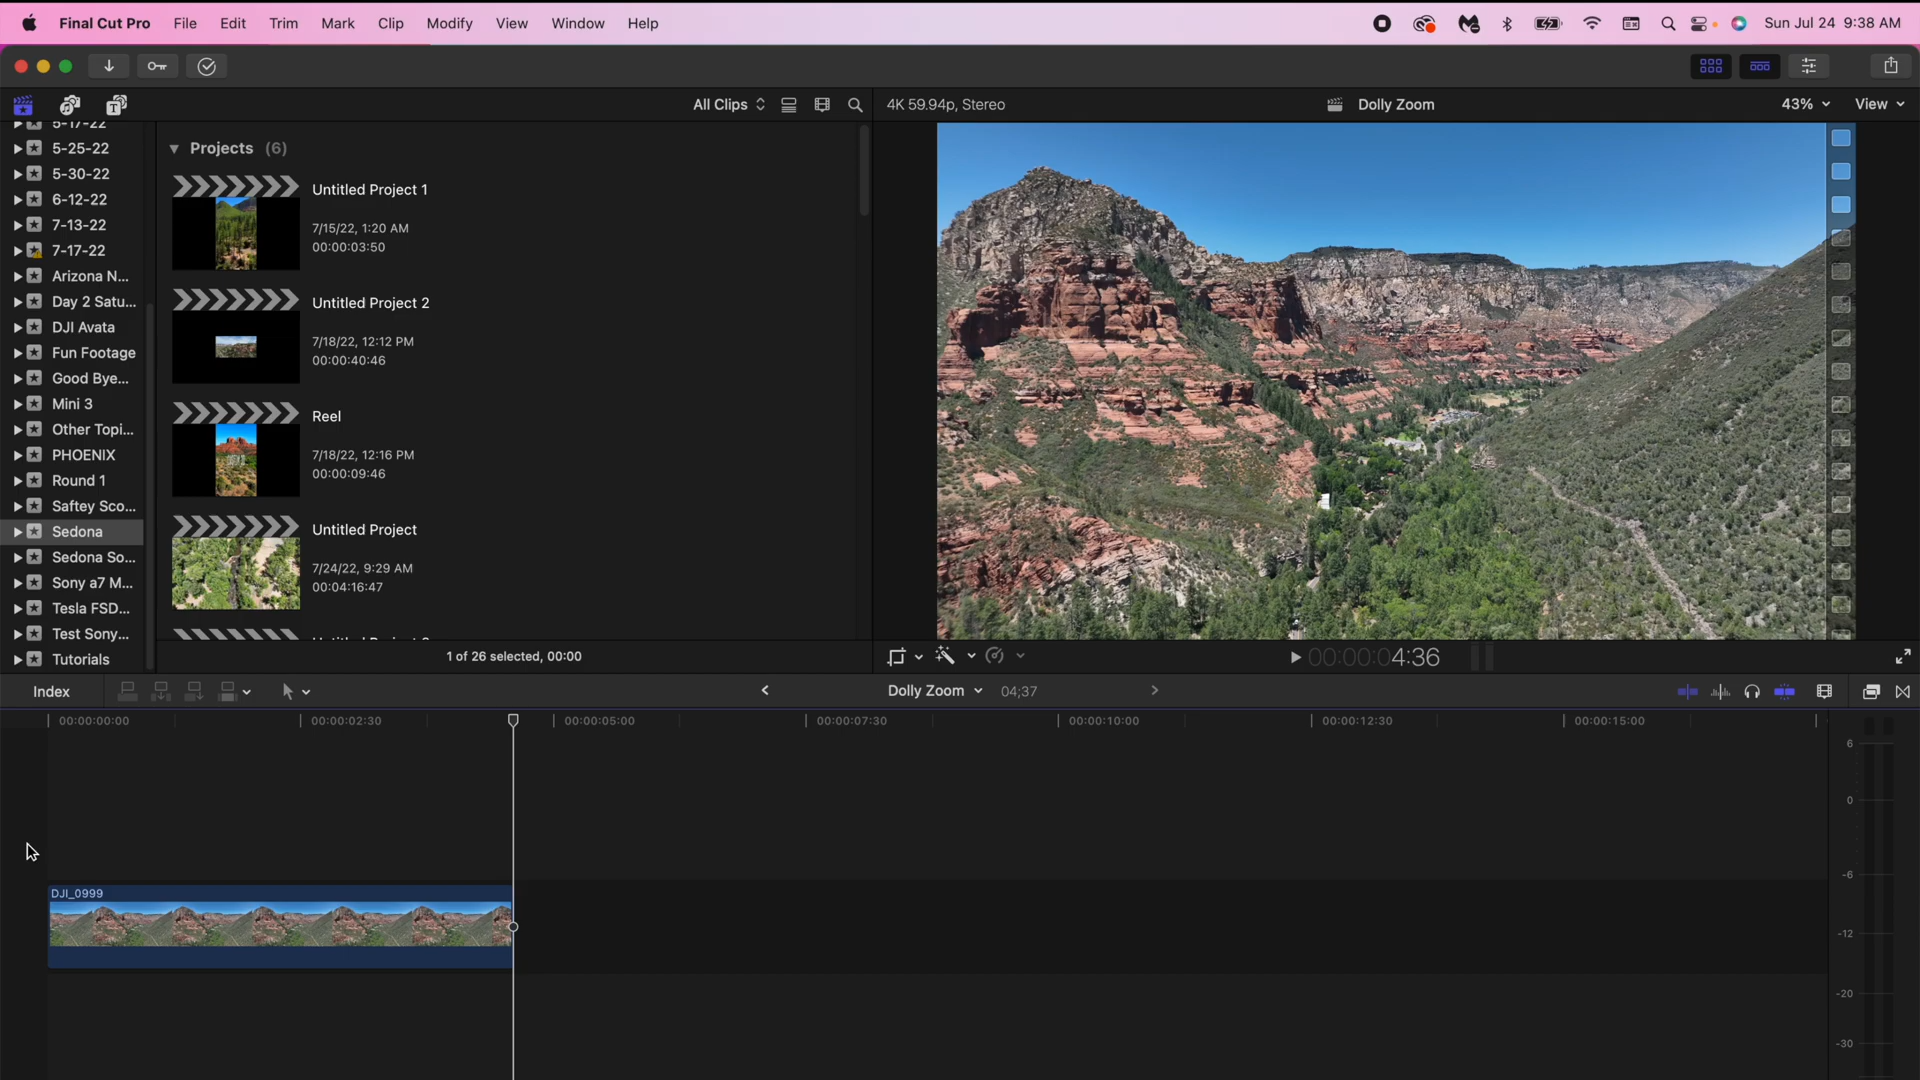 Final Cut Pro File Edit Trim Mark Clip Modify View Window Help Sun Jul 24 9:38 AM
All Clips 4K 59.94p, Stereo Dolly Zoom 43% View
5-17-22
5-25-22
5-30-22
6-12-22
7-13-22
7-17-22
Arizona N...
Day 2 Satu...
DJI Avata
Fun Footage
Good Bye...
Mini 3
Other Topi...
PHOENIX
Round 1
Saftey Sco...
Sedona
Sedona So...
Sony a7 M...
Tesla FSD...
Test Sony...
Tutorials
Projects (6)
Untitled Project 1
7/15/22, 1:20 AM
00:00:03:50
Untitled Project 2
7/18/22, 12:12 PM
00:00:40:46
Reel
7/18/22, 12:16 PM
00:00:09:46
Untitled Project
7/24/22, 9:29 AM
00:04:16:47
1 of 26 selected, 00:00
00:00:04:36
Index Dolly Zoom 04;37
00:00:00:00 00:00:02:30 00:00:05:00 00:00:07:30 00:00:10:00 00:00:12:30 00:00:15:00
DJI_0999
6
0
-6
-12
-20
-30